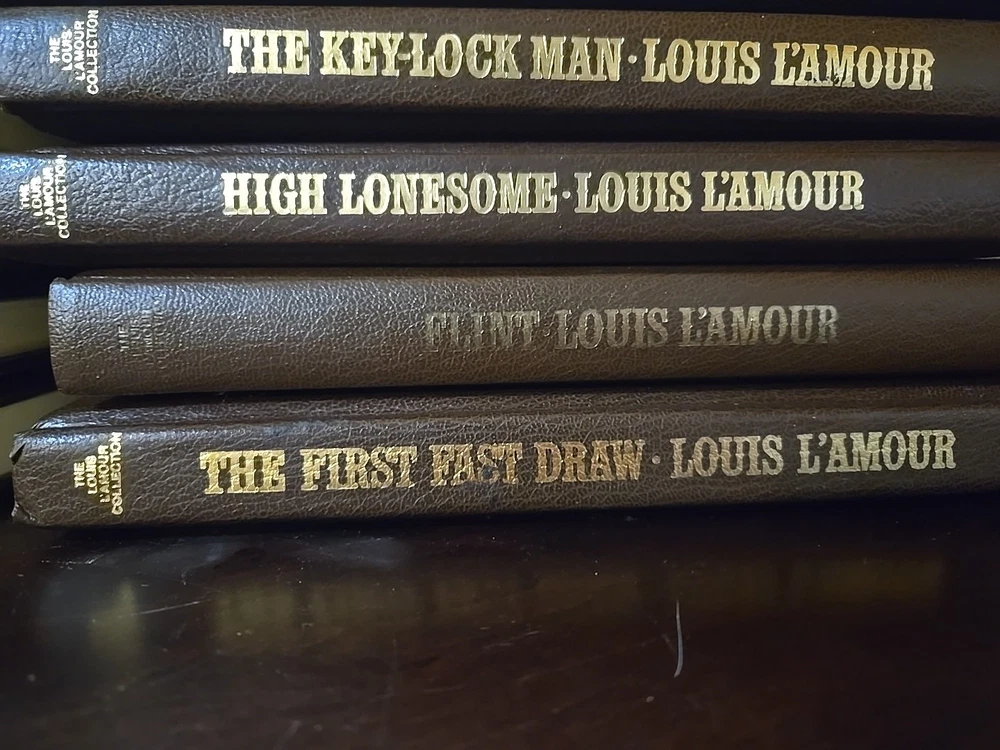 THE
LOUIS
L'AMOUR
COLLECTION
THE KEY-LOCK MAN · LOUIS L'AMOUR
THE
LOUIS
L'AMOUR
COLLECTION
HIGH LONESOME · LOUIS L'AMOUR
FLINT LOUIS L'AMOUR
THE
LOUIS
L'AMOUR
COLLECTION
THE FIRST FAST DRAW · LOUIS L'AMOUR